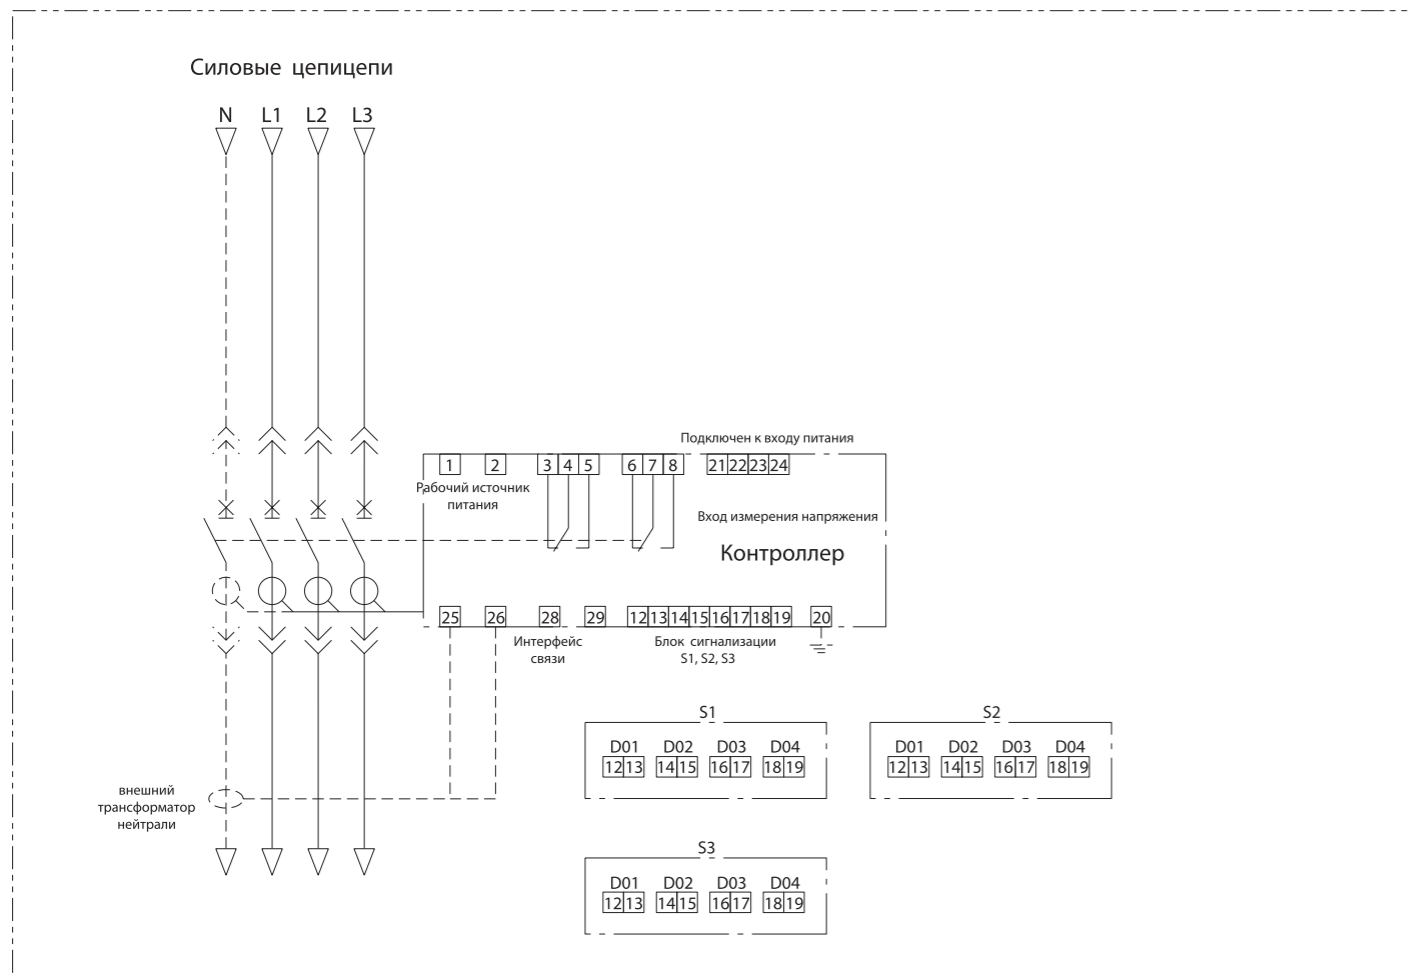 Силовые цепицепи
N L1 L2 L3
Подключен к входу питания
1 2 3 4 5 6 7 8 21 22 23 24
Рабочий источник
питания
Вход измерения напряжения
Контроллер
25 26 28 29 12 13 14 15 16 17 18 19 20
Интерфейс
связи
Блок сигнализации
S1, S2, S3
S1
D01 D02 D03 D04
12 13 14 15 16 17 18 19
S2
D01 D02 D03 D04
12 13 14 15 16 17 18 19
внешний
трансформатор
нейтрали
S3
D01 D02 D03 D04
12 13 14 15 16 17 18 19